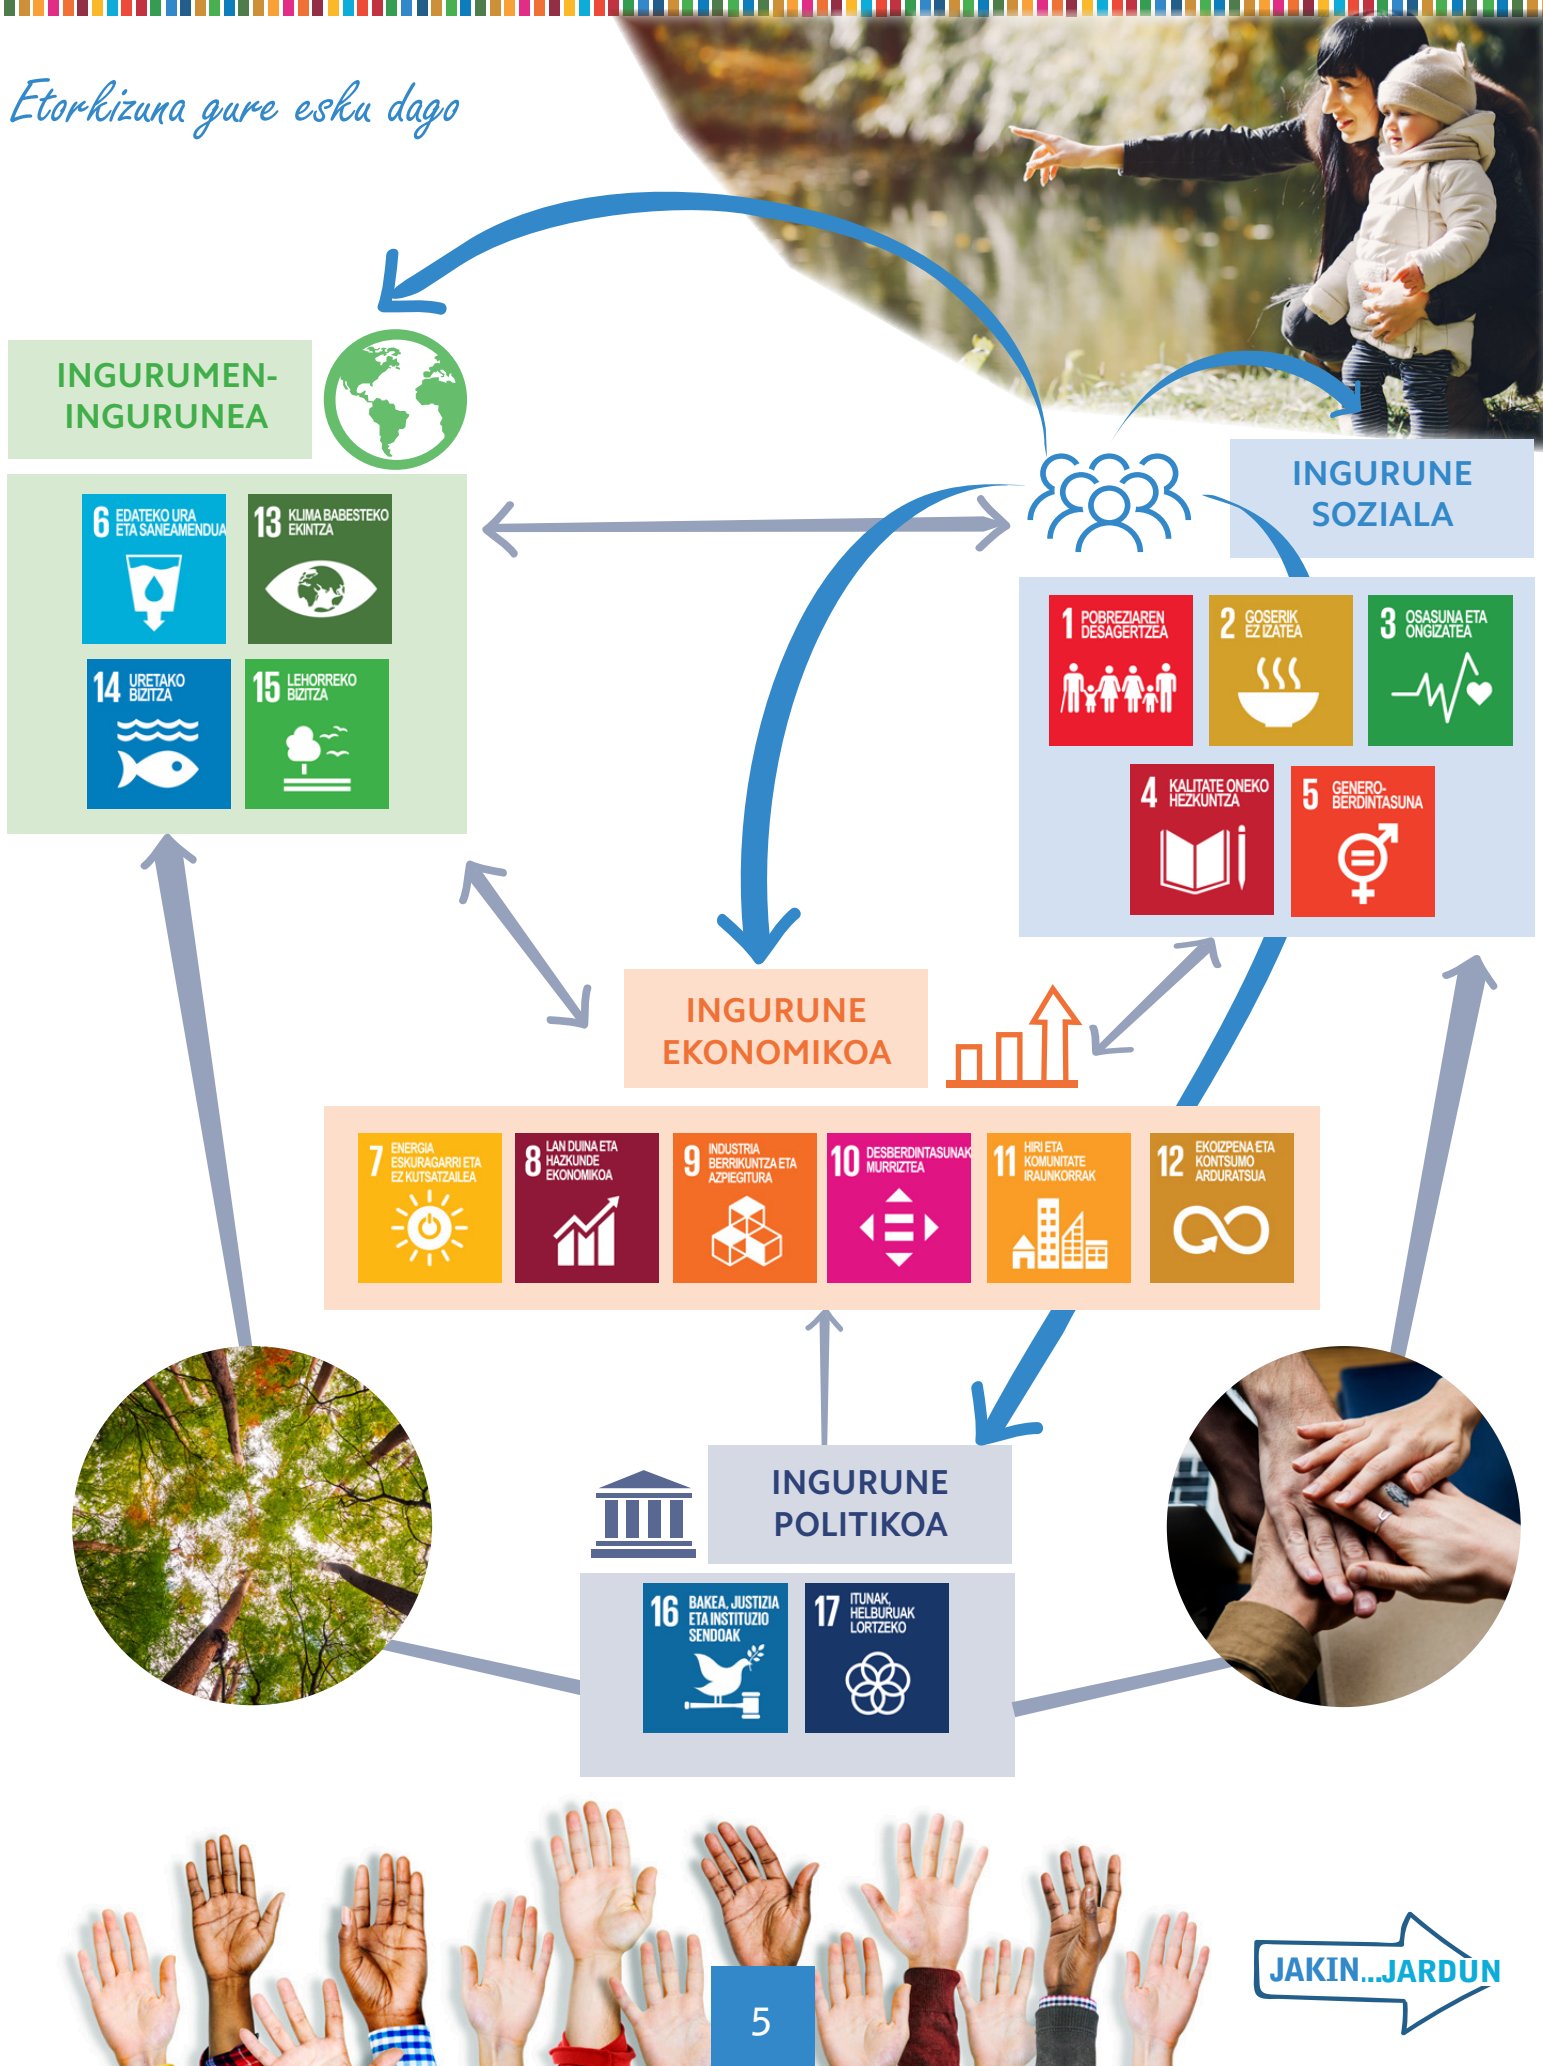 Etorkizuna gure esku dago
INGURUMEN-
INGURUNEA
6 EDATEKO URA
ETA SANEAMENDUA
13 KLIMA BABESTEKO
EKINTZA
14 URETAKO
BIZITZA
15 LEHORREKO
BIZITZA
INGURUNE
SOZIALA
1 POBREZIAREN
DESAGERTZEA
2 GOSERIK
EZ IZATEA
3 OSASUNA ETA
ONGIZATEA
4 KALITATE ONEKO
HEZKUNTZA
5 GENERO-
BERDINTASUNA
INGURUNE
EKONOMIKOA
7 ENERGIA
ESKURAGARRI ETA
EZ KUTSATZAILEA
8 LAN DUINA ETA
HAZKUNDE
EKONOMIKOA
9 INDUSTRIA
BERRIKUNTZA ETA
AZPIEGITURA
10 DESBERDINTASUNAK
MURRIZTEA
11 HIRI ETA
KOMUNITATE
IRAUNKORRAK
12 EKOIZPENA ETA
KONTSUMO
ARDURATSUA
INGURUNE
POLITIKOA
16 BAKEA, JUSTIZIA
ETA INSTITUZIO
SENDOAK
17 ITUNAK,
HELBURUAK
LORTZEKO
JAKIN...JARDUN
5